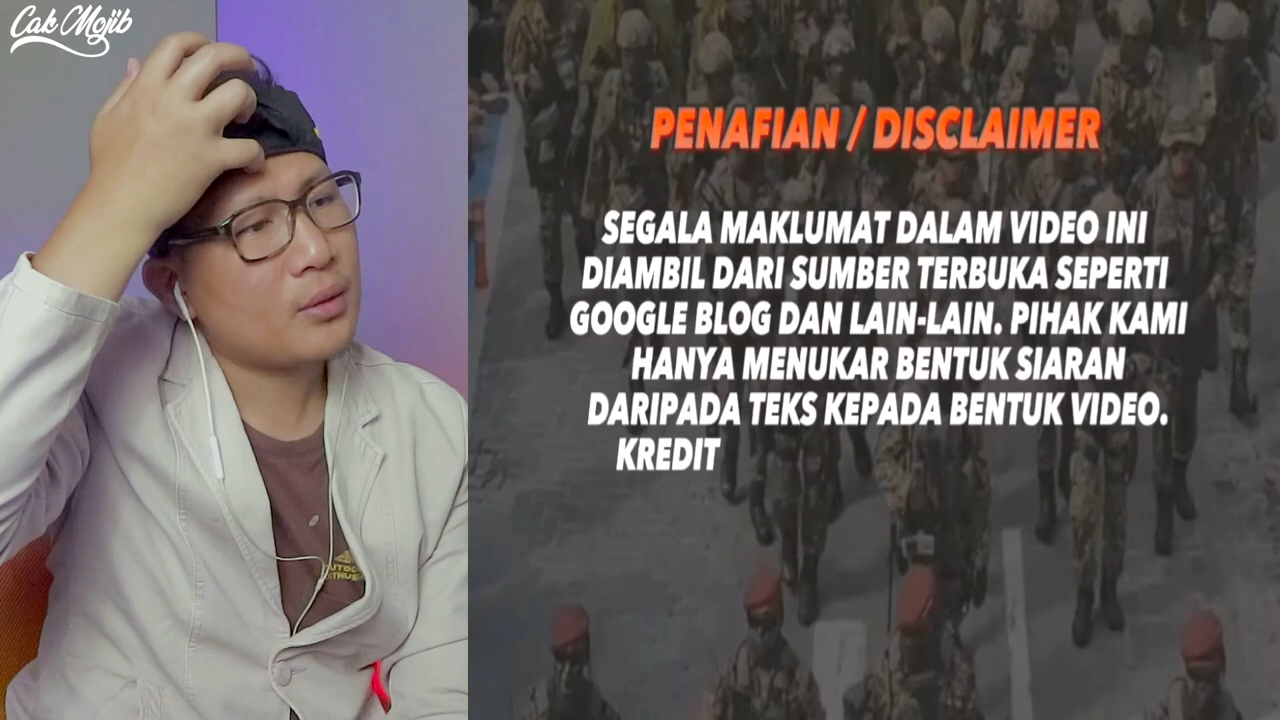 Cak Mojib
PENAFIAN / DISCLAIMER
SEGALA MAKLUMAT DALAM VIDEO INI
DIAMBIL DARI SUMBER TERBUKA SEPERTI
GOOGLE BLOG DAN LAIN-LAIN. PIHAK KAMI
HANYA MENUKAR BENTUK SIARAN
DARIPADA TEKS KEPADA BENTUK VIDEO.
KREDIT